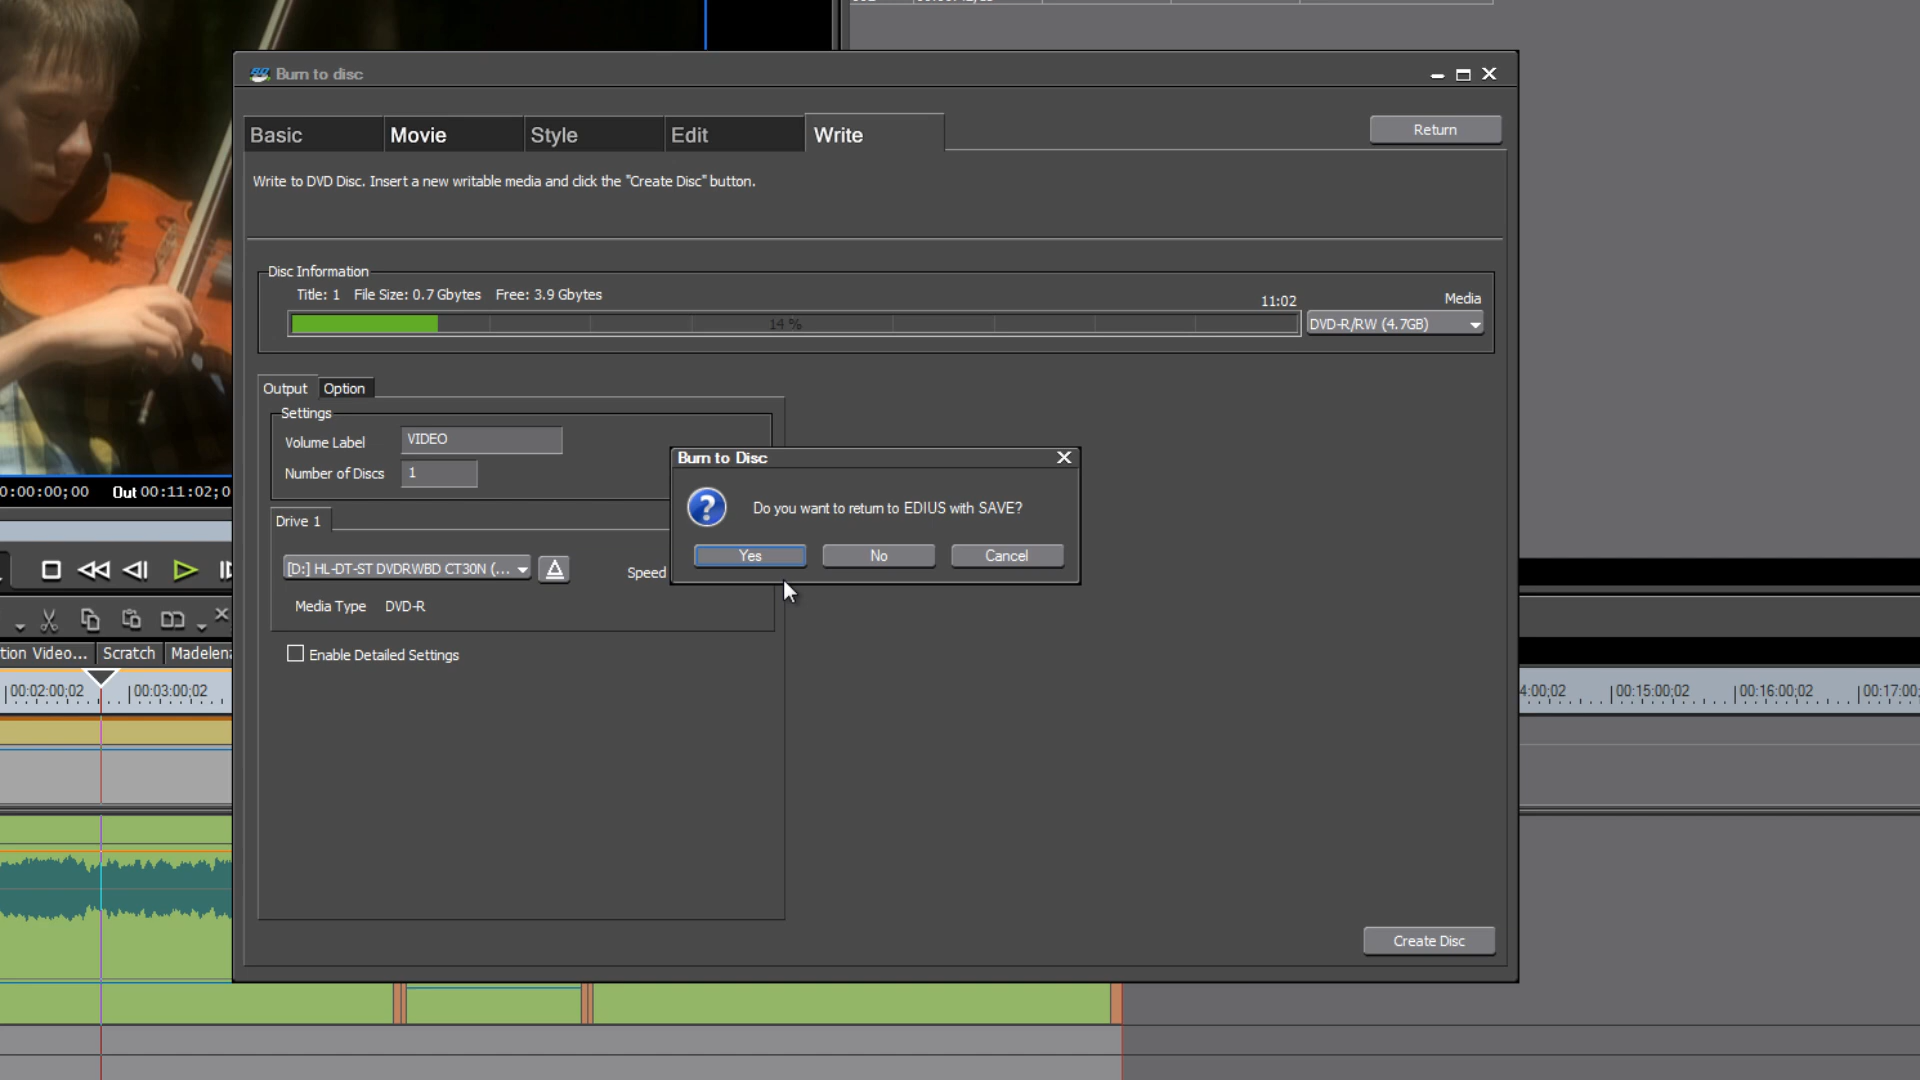 Burn to disc
Basic
Movie
Style
Edit
Write
Return
Write to DVD Disc. Insert a new writable media and click the "Create Disc" button.
Disc Information
Title: 1 File Size: 0.7 Gbytes Free: 3.9 Gbytes
11:02
Media
14 %
DVD-R/RW (4.7GB)
Output
Option
Settings
Volume Label
VIDEO
Number of Discs
1
Drive 1
[D:] HL-DT-ST DVDRWBD CT30N (...
Speed
Media Type DVD-R
Enable Detailed Settings
Burn to Disc
Do you want to return to EDIUS with SAVE?
Yes
No
Cancel
Create Disc
0:00:00;00 Out 00:11:02;0
tion Video...
Scratch
Madelen
00:02:00;02
00:03:00;02
4:00;02
00:15:00;02
00:16:00;02
00:17:00;